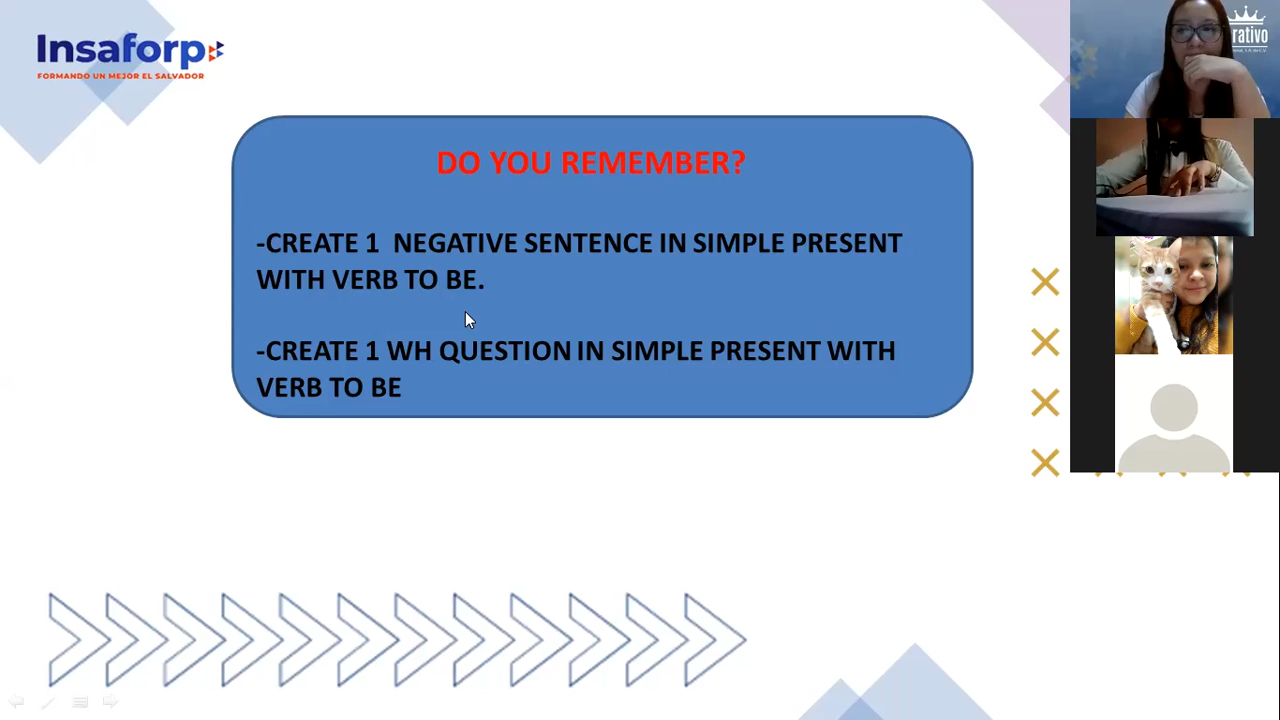 Insaforp
FORMANDO UN MEJOR EL SALVADOR
rativo
DO YOU REMEMBER?
-CREATE 1 NEGATIVE SENTENCE IN SIMPLE PRESENT
WITH VERB TO BE.
-CREATE 1 WH QUESTION IN SIMPLE PRESENT WITH
VERB TO BE